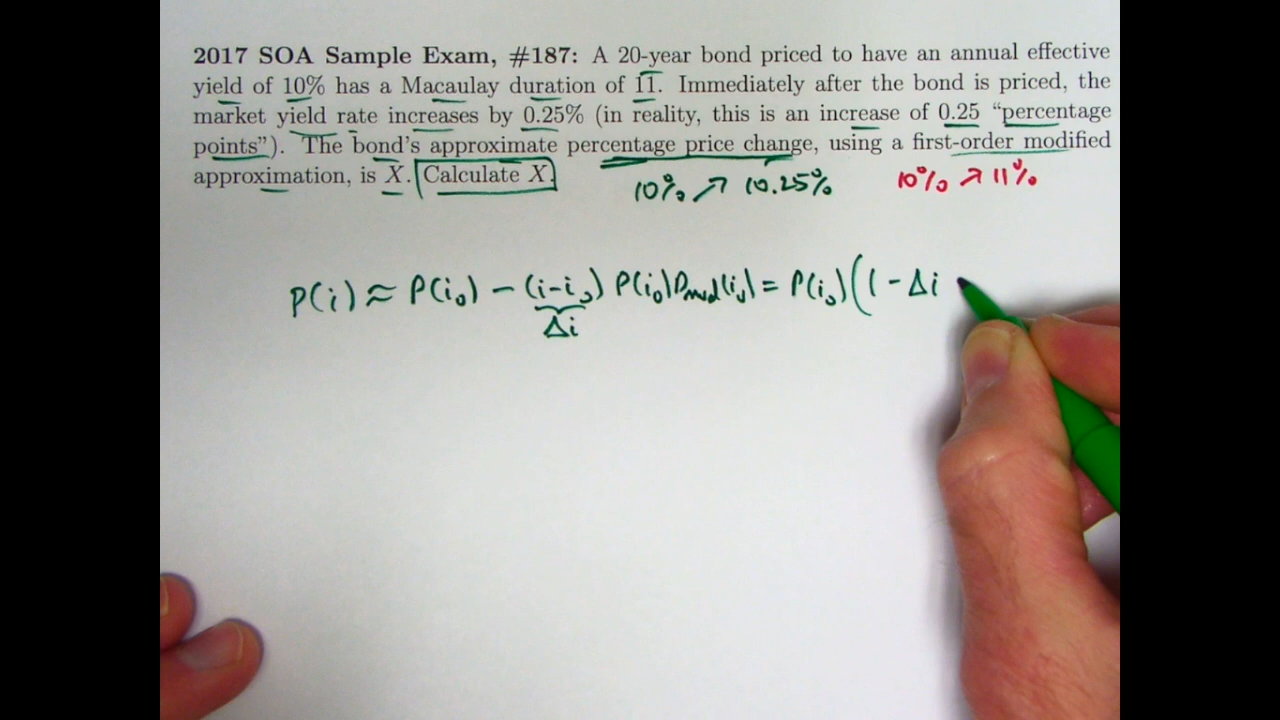 2017 SOA Sample Exam, #187: A 20-year bond priced to have an annual effective
yield of 10% has a Macaulay duration of 11. Immediately after the bond is priced, the
market yield rate increases by 0.25% (in reality, this is an increase of 0.25 “percentage
points”). The bond’s approximate percentage price change, using a first-order modified
approximation, is X. Calculate X.
10% ↗ 10.25% 10% ↗ 11%
P(i) ≈ P(i₀) − (i−i₀) P(i₀)Dmod(i₀) = P(i₀)(1 − Δi
Δi